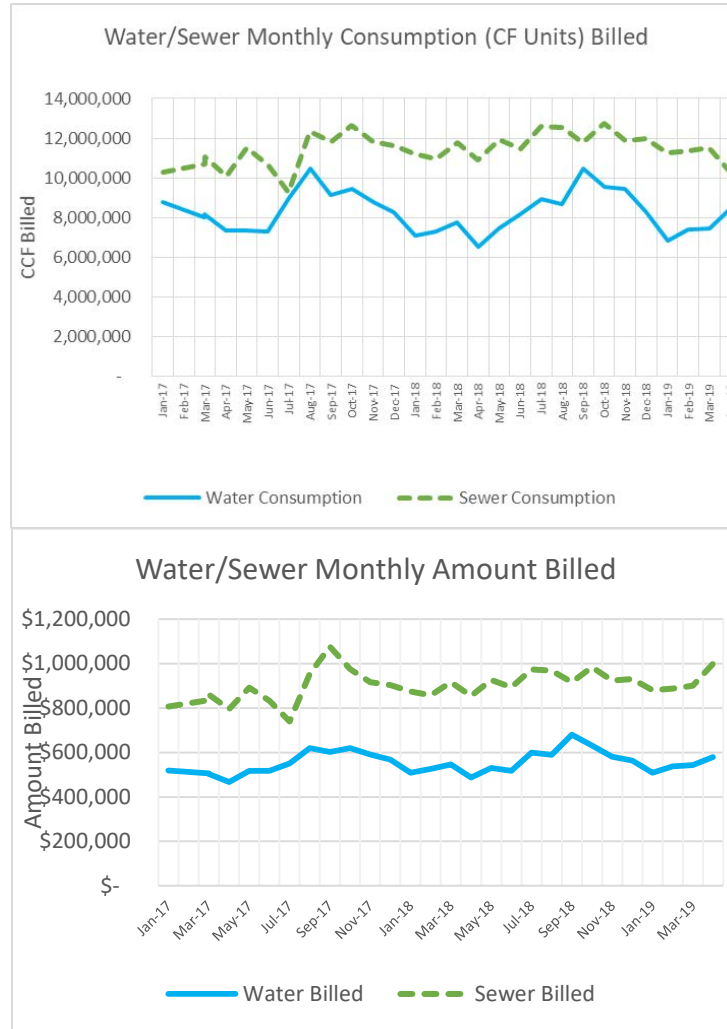 Water/Sewer Monthly Consumption (CF Units) Billed
CCF Billed
14,000,000
12,000,000
10,000,000
8,000,000
6,000,000
4,000,000
2,000,000
-
Jan-17 Feb-17 Mar-17 Apr-17 May-17 Jun-17 Jul-17 Aug-17 Sep-17 Oct-17 Nov-17 Dec-17 Jan-18 Feb-18 Mar-18 Apr-18 May-18 Jun-18 Jul-18 Aug-18 Sep-18 Oct-18 Nov-18 Dec-18 Jan-19 Feb-19 Mar-19
Water Consumption Sewer Consumption
Water/Sewer Monthly Amount Billed
Amount Billed
$1,200,000
$1,000,000
$800,000
$600,000
$400,000
$200,000
$-
Jan-17 Mar-17 May-17 Jul-17 Sep-17 Nov-17 Jan-18 Mar-18 May-18 Jul-18 Sep-18 Nov-18 Jan-19 Mar-19
Water Billed Sewer Billed